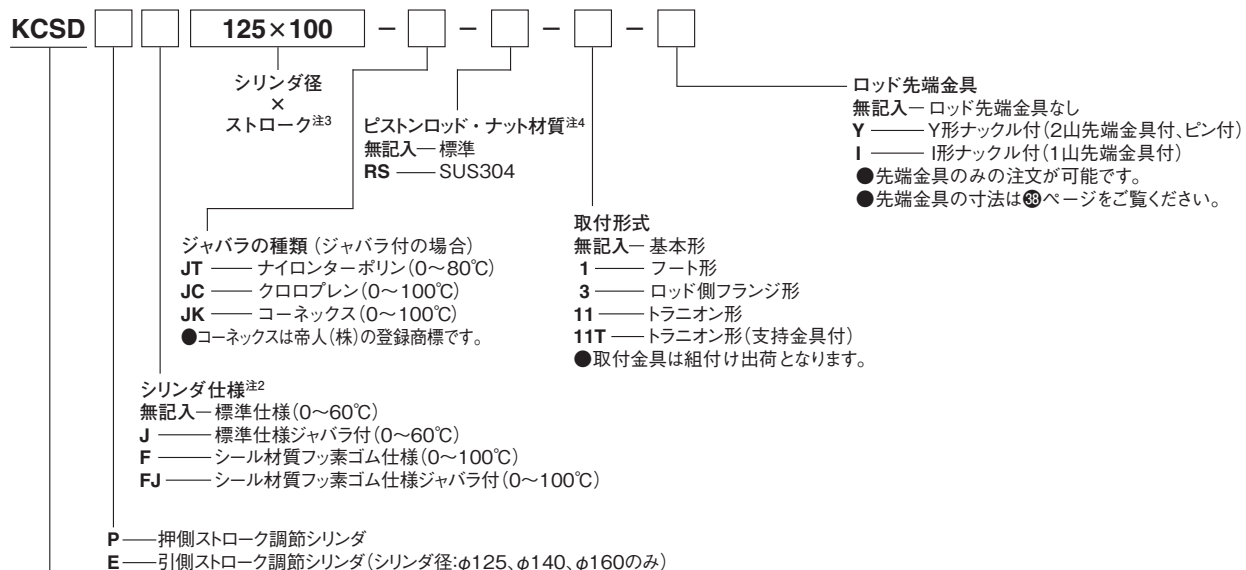 KCSD 125×100 − − − −
シリンダ径
×
ストローク注3
ピストンロッド・ナット材質注4
無記入 標準
RS SUS304
ロッド先端金具
無記入 ロッド先端金具なし
Y Y形ナックル付(2山先端金具付、ピン付)
I I形ナックル付(1山先端金具付)
●先端金具のみの注文が可能です。
●先端金具の寸法は㊳ページをご覧ください。
ジャバラの種類(ジャバラ付の場合)
JT ナイロンターポリン(0〜80℃)
JC クロロプレン(0〜100℃)
JK コーネックス(0〜100℃)
●コーネックスは帝人(株)の登録商標です。
取付形式
無記入 基本形
1 フート形
3 ロッド側フランジ形
11 トラニオン形
11T トラニオン形(支持金具付)
●取付金具は組付け出荷となります。
シリンダ仕様注2
無記入 標準仕様(0〜60℃)
J 標準仕様ジャバラ付(0〜60℃)
F シール材質フッ素ゴム仕様(0〜100℃)
FJ シール材質フッ素ゴム仕様ジャバラ付(0〜100℃)
P 押側ストローク調節シリンダ
E 引側ストローク調節シリンダ(シリンダ径:φ125、φ140、φ160のみ)